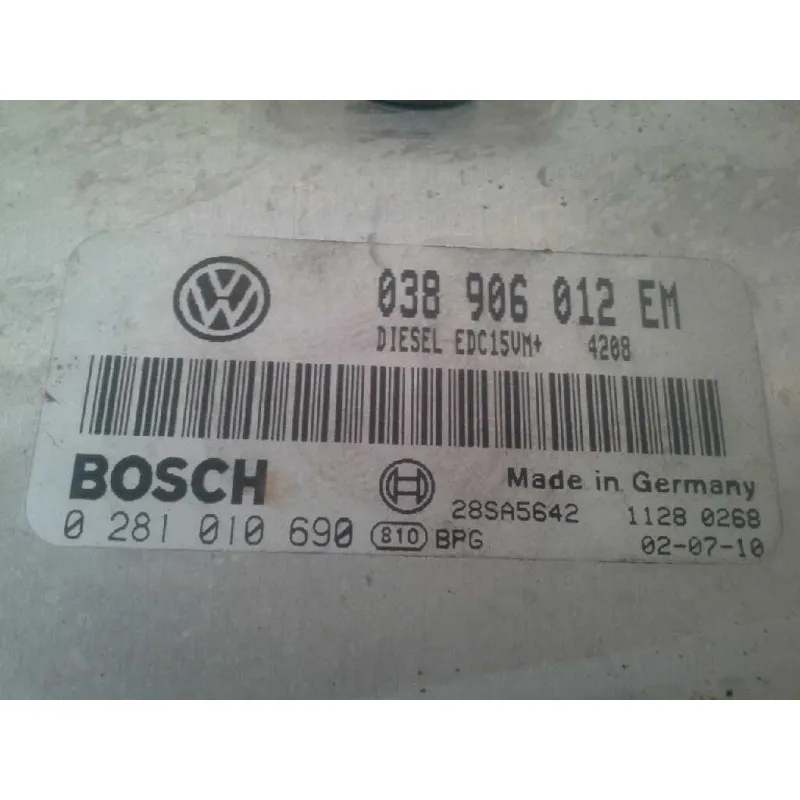 VW 038 906 012 EM
DIESEL EDC15VM+ 4208
BOSCH Made in Germany
28SA5642 1128 0268
0 281 010 690 810 BPG 02-07-10